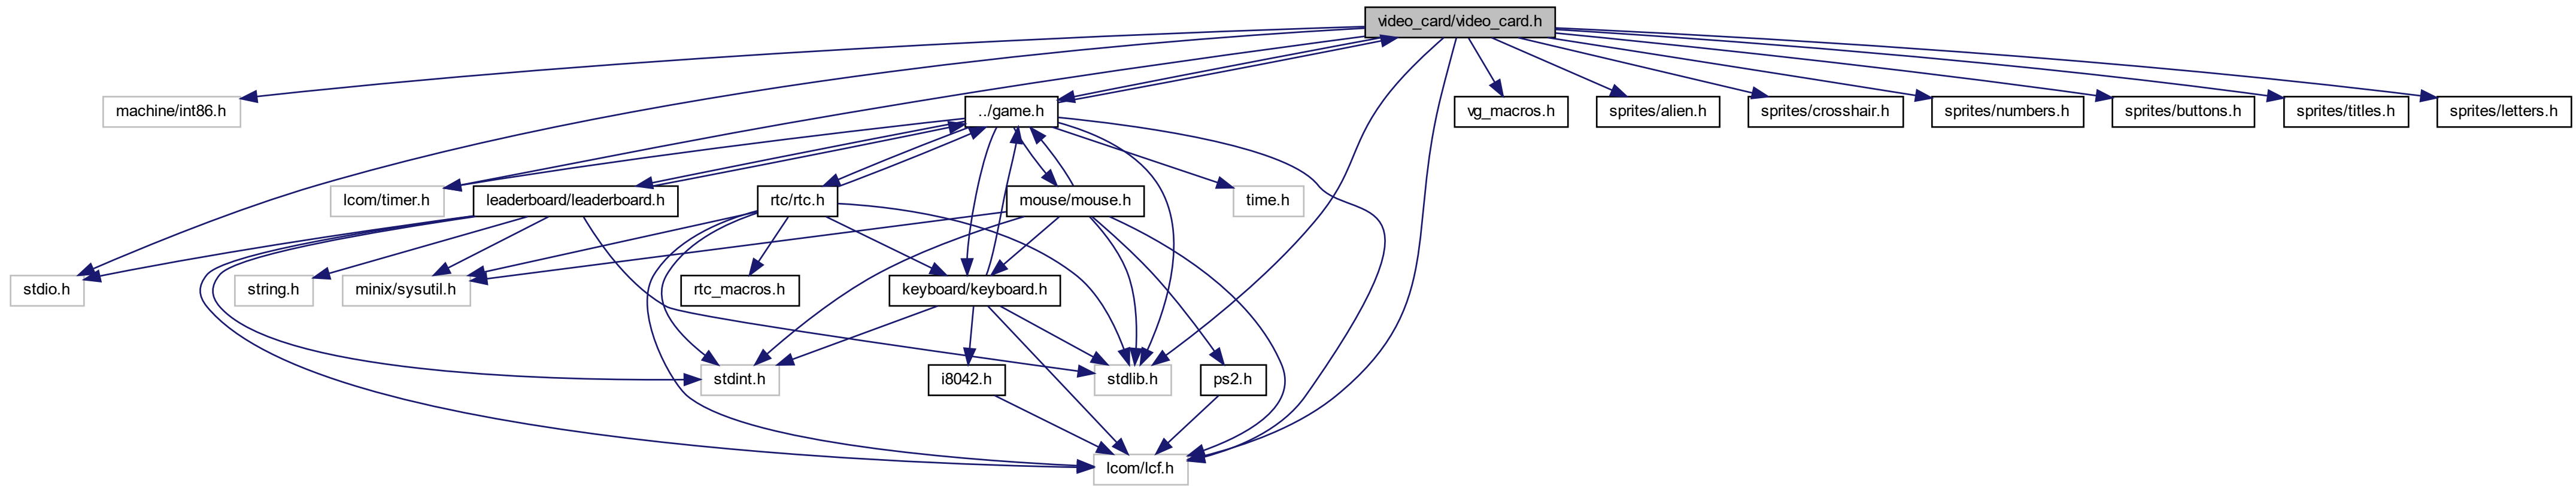 video_card/video_card.h
machine/int86.h
../game.h
vg_macros.h
sprites/alien.h
sprites/crosshair.h
sprites/numbers.h
sprites/buttons.h
sprites/titles.h
sprites/letters.h
lcom/timer.h
leaderboard/leaderboard.h
rtc/rtc.h
mouse/mouse.h
time.h
stdio.h
string.h
minix/sysutil.h
rtc_macros.h
keyboard/keyboard.h
stdint.h
i8042.h
stdlib.h
ps2.h
lcom/lcf.h